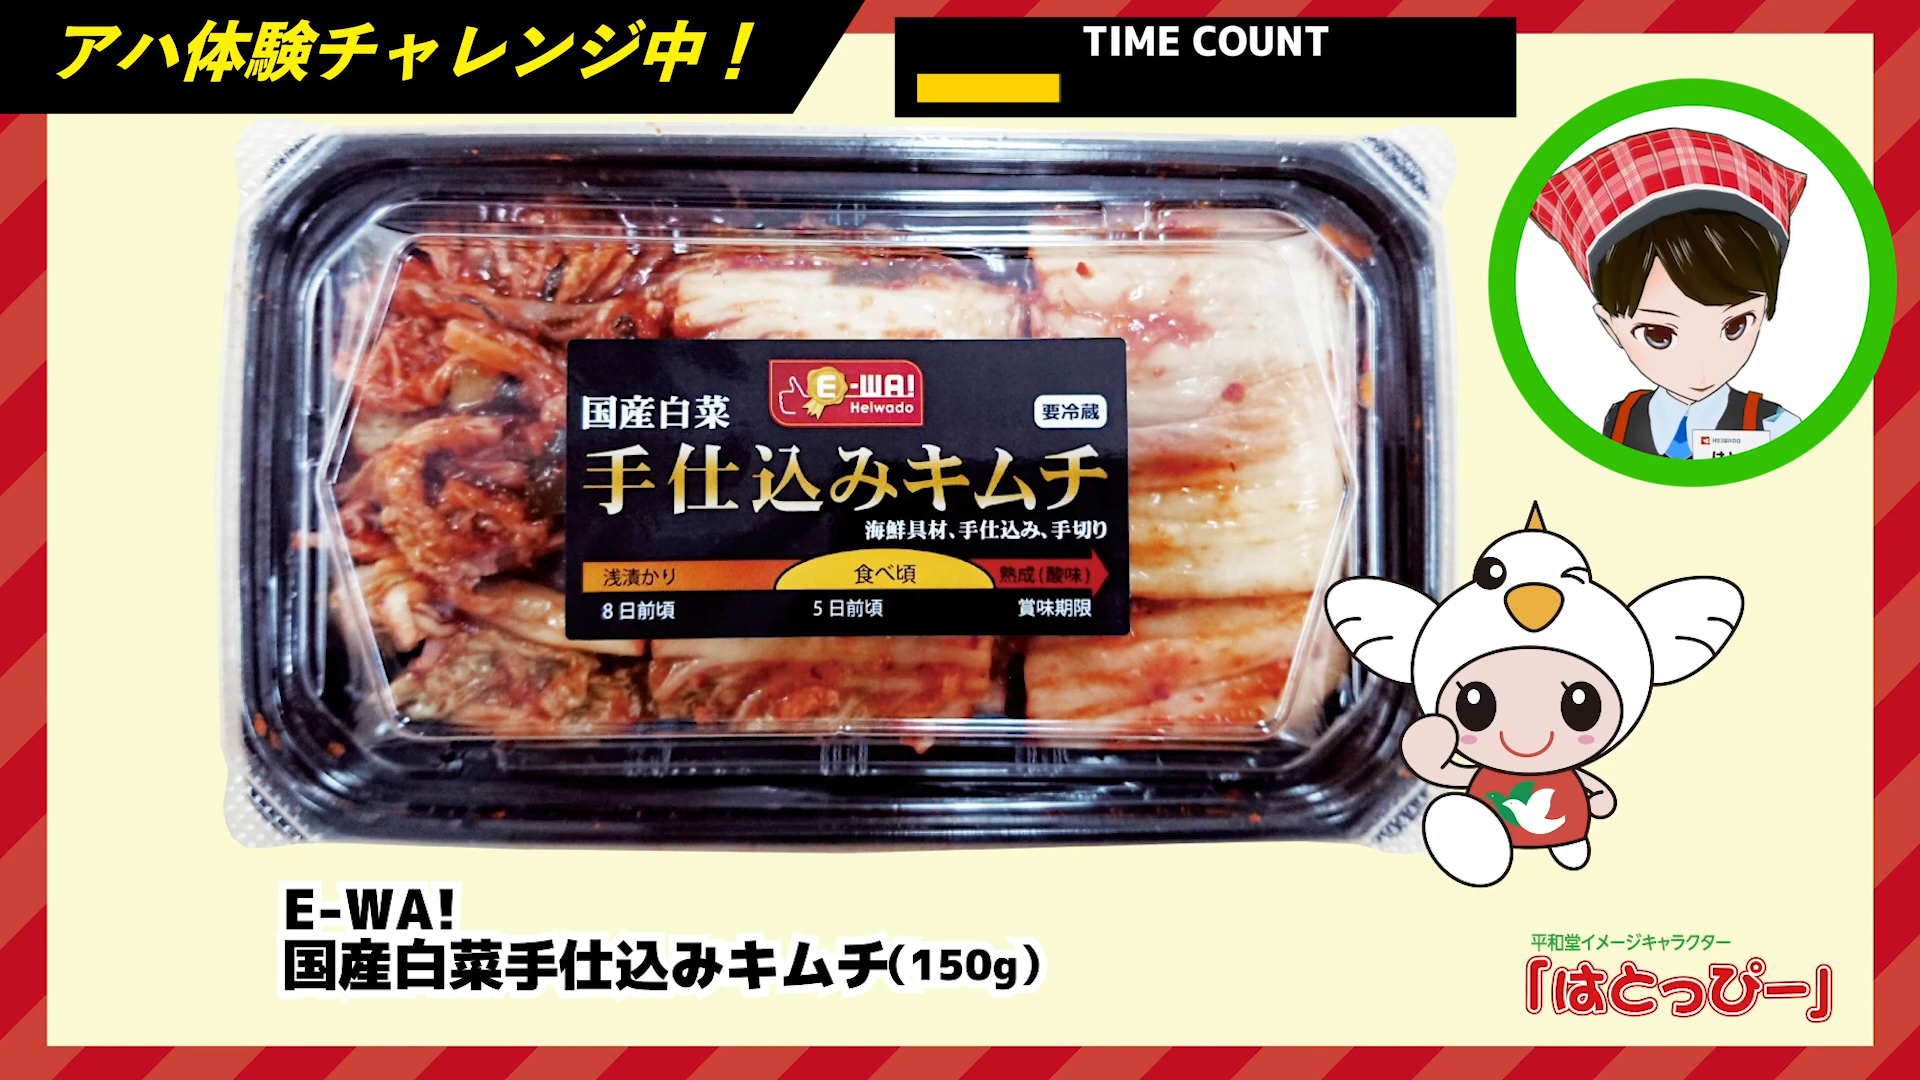 アハ体験チャレンジ中！
TIME COUNT
E-WA!
Heiwado
国産白菜
要冷蔵
手仕込みキムチ
海鮮具材、手仕込み、手切り
浅漬かり
食べ頃
熟成(酸味)
8日前頃
5日前頃
賞味期限
HEIWADO
E-WA!
国産白菜手仕込みキムチ(150g)
平和堂イメージキャラクター
「はとっぴー」